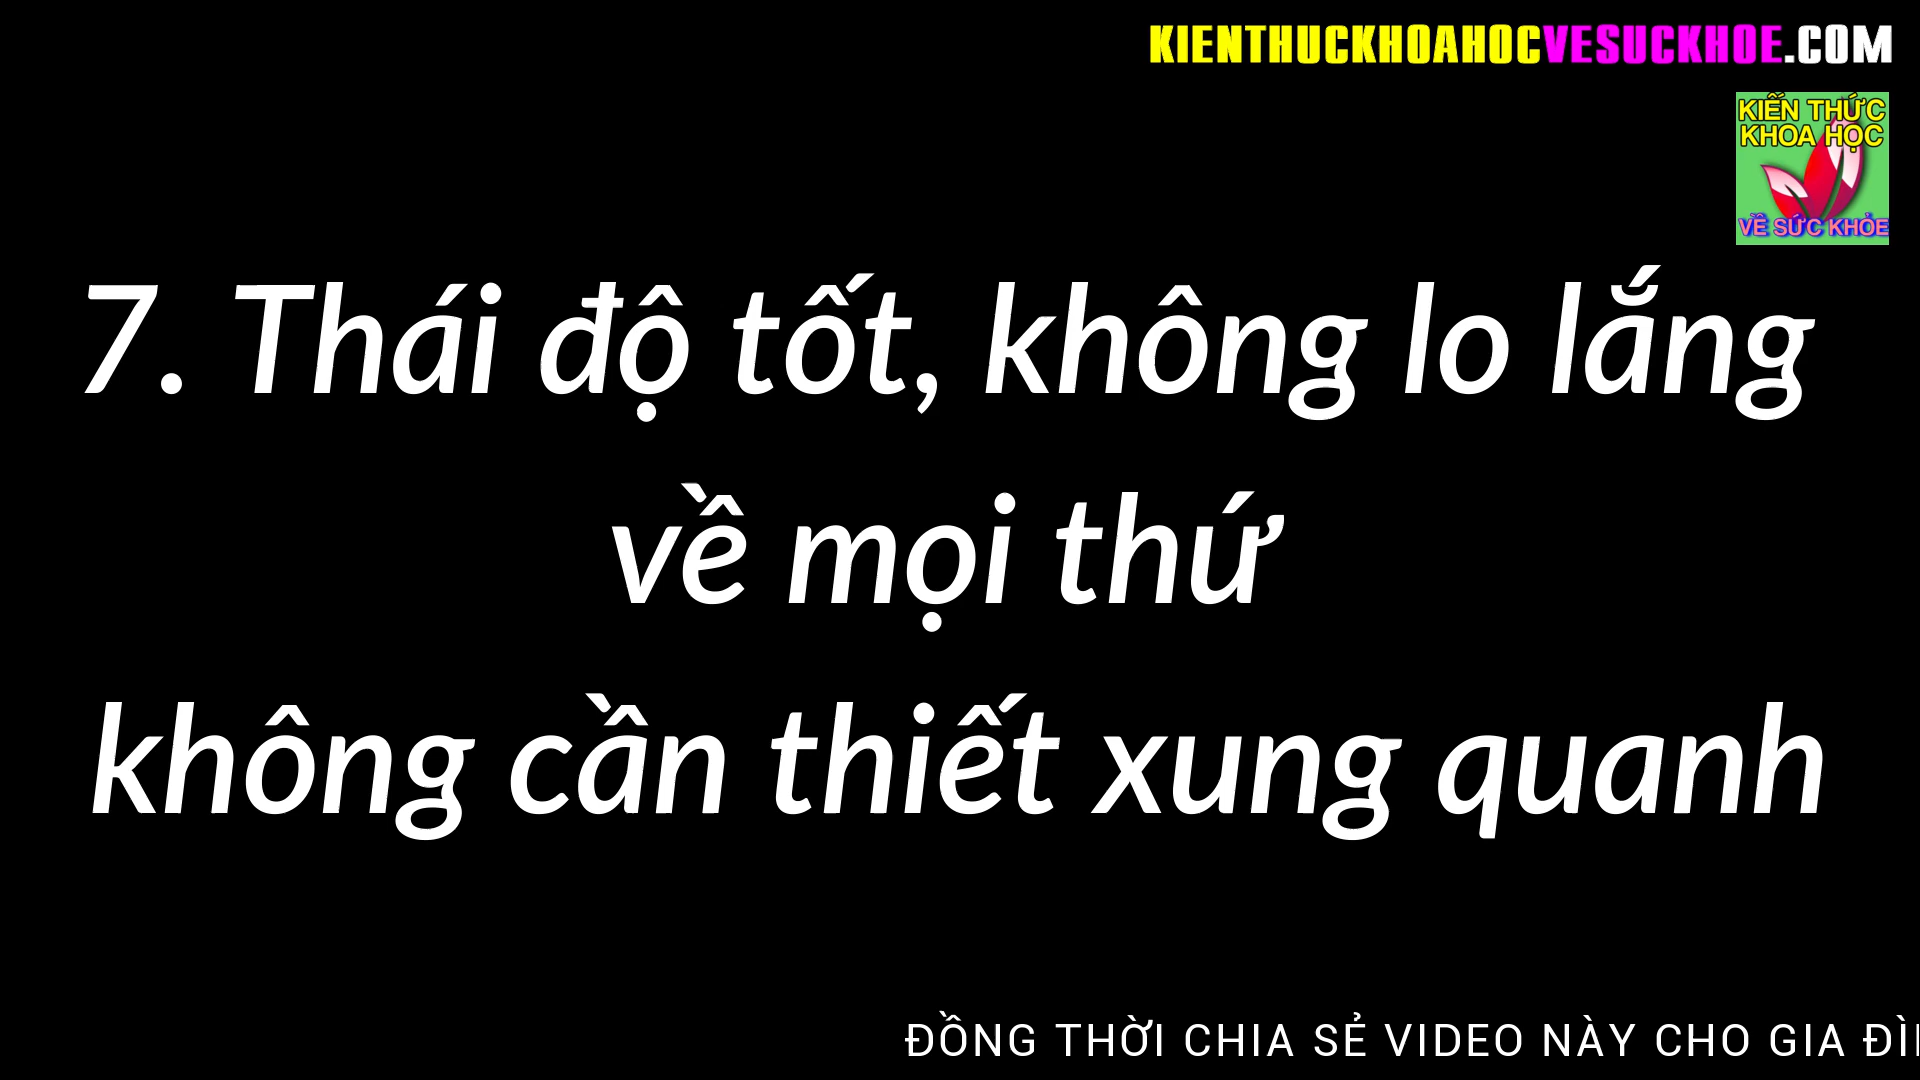 KIENTHUCKHOAHOCVESUCKHOE.COM
KIẾN THỨC
KHOA HỌC
VỀ SỨC KHỎE
7. Thái độ tốt, không lo lắng
về mọi thứ
không cần thiết xung quanh
ĐỒNG THỜI CHIA SẺ VIDEO NÀY CHO GIA